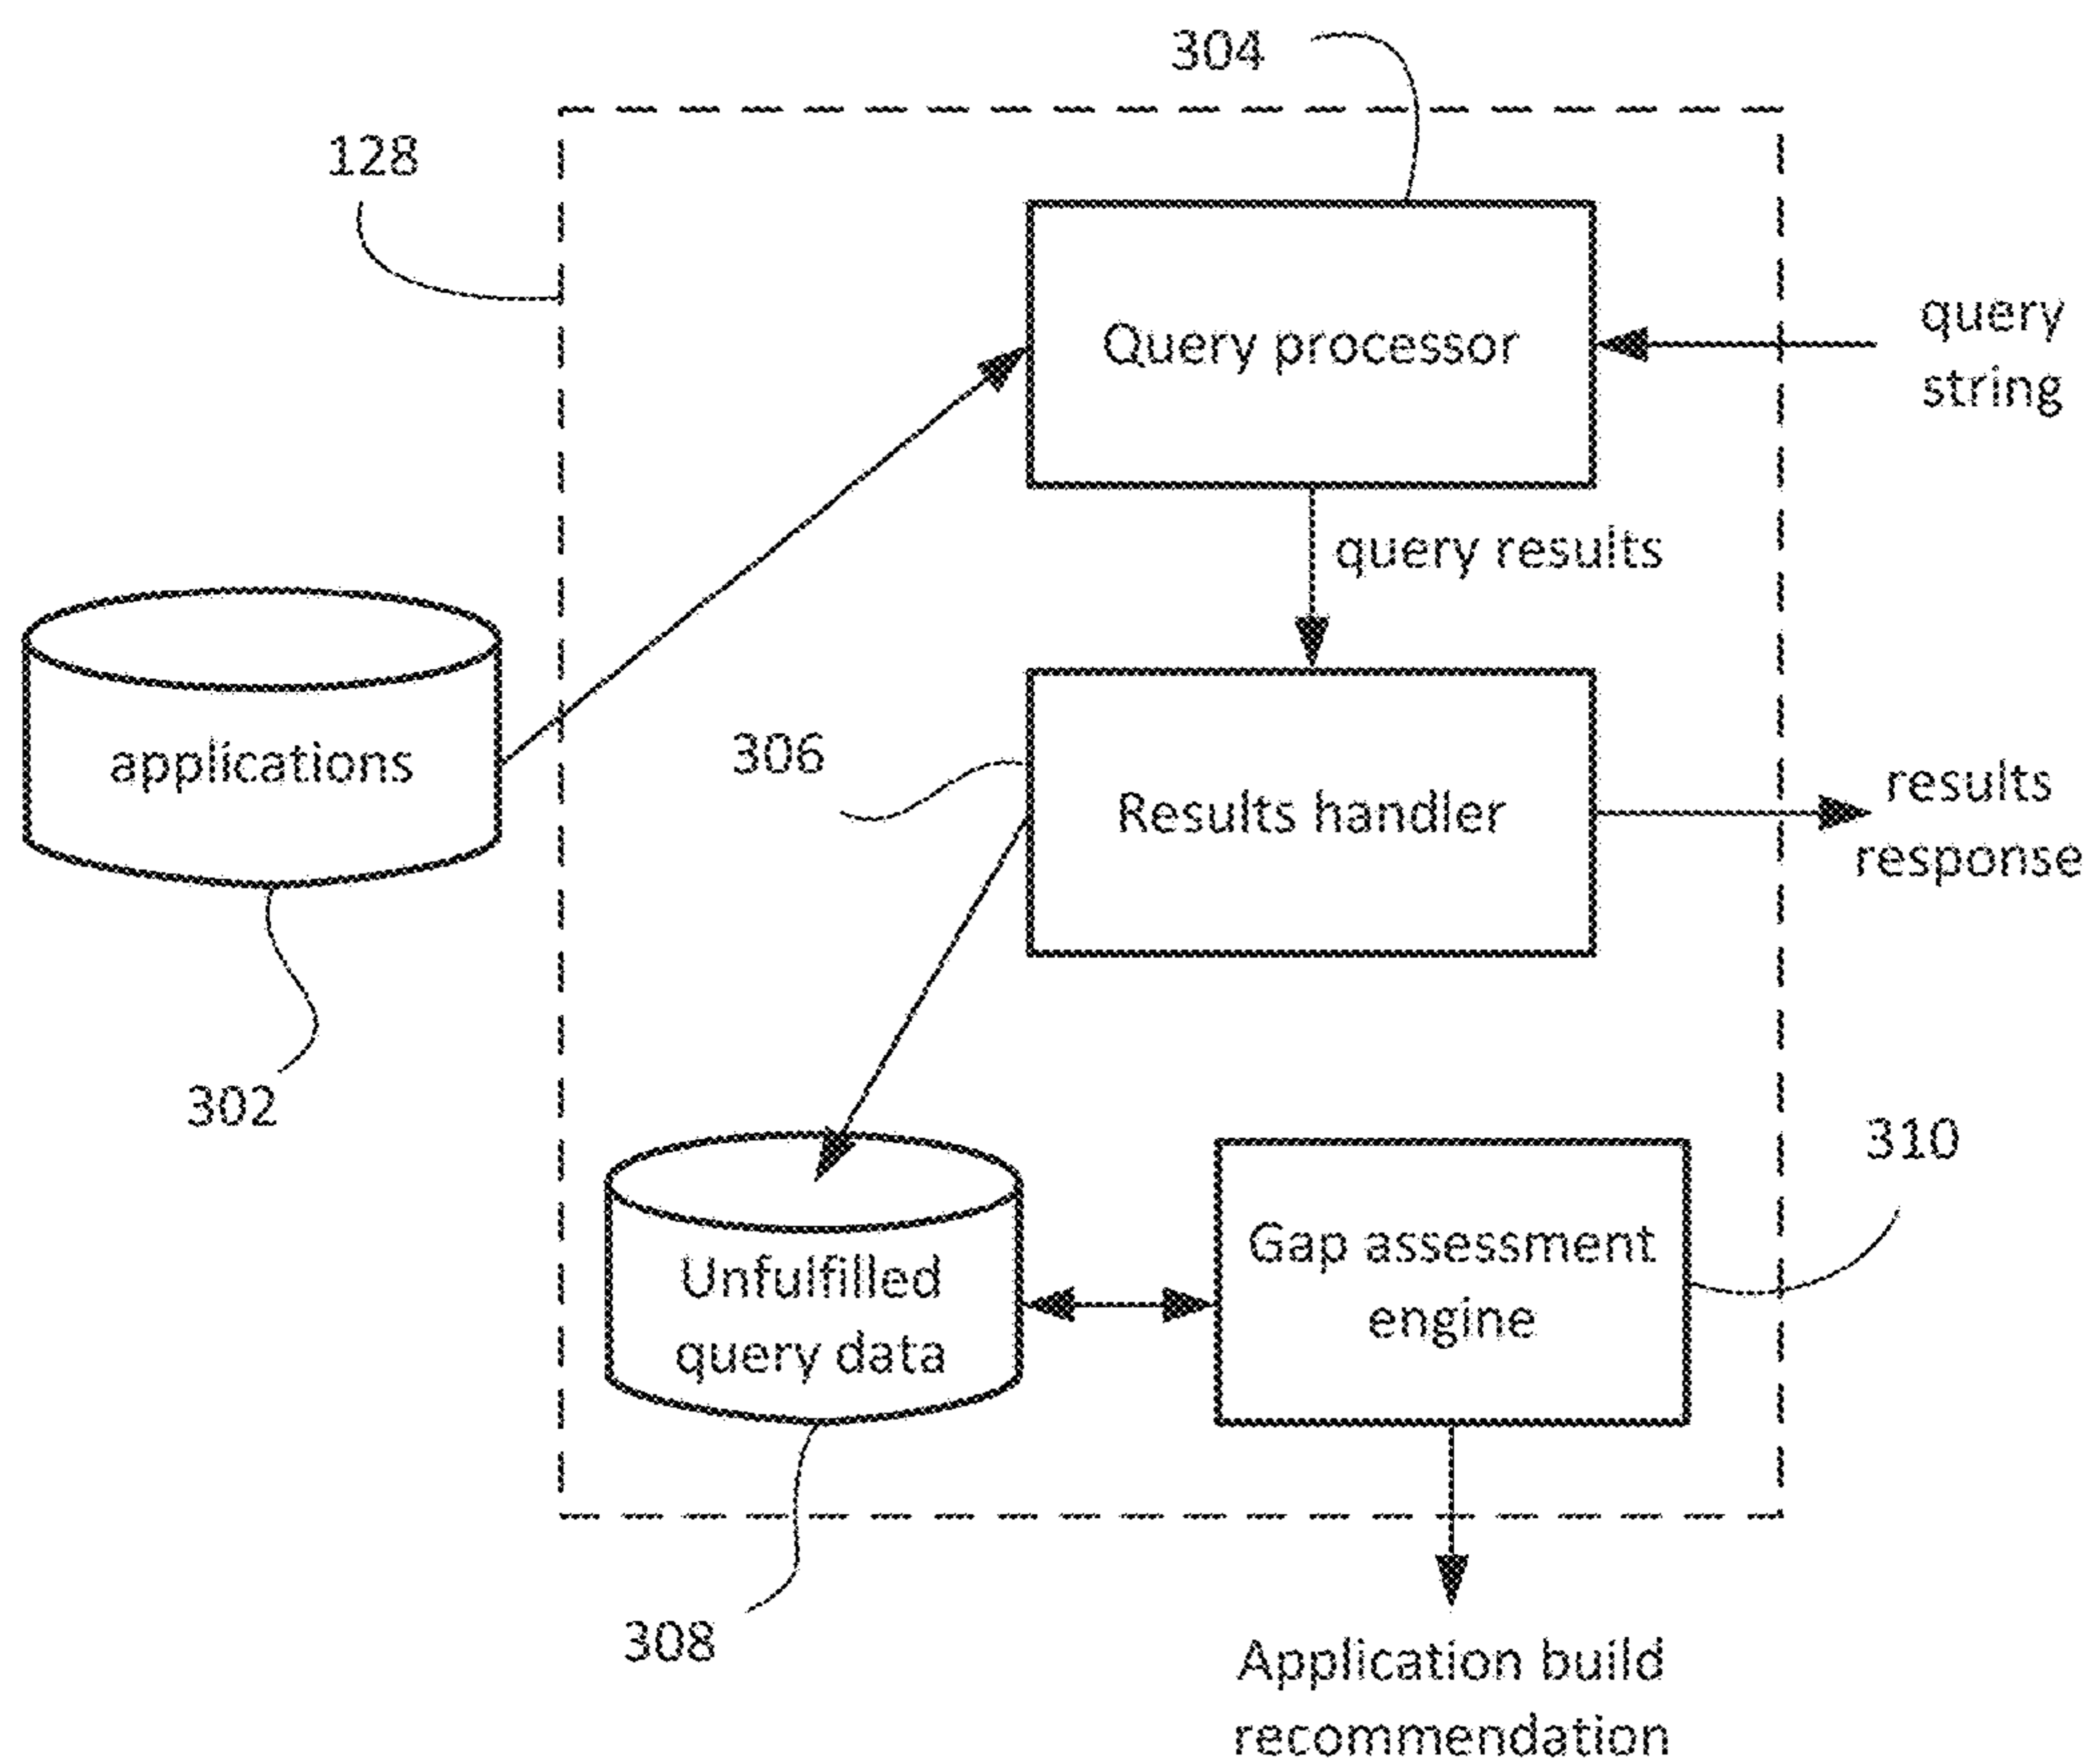 304
128
Query processor
query
string
query results
applications
306
Results handler
results
response
302
310
Unfulfilled
query data
Gap assessment
engine
308
Application build
recommendation